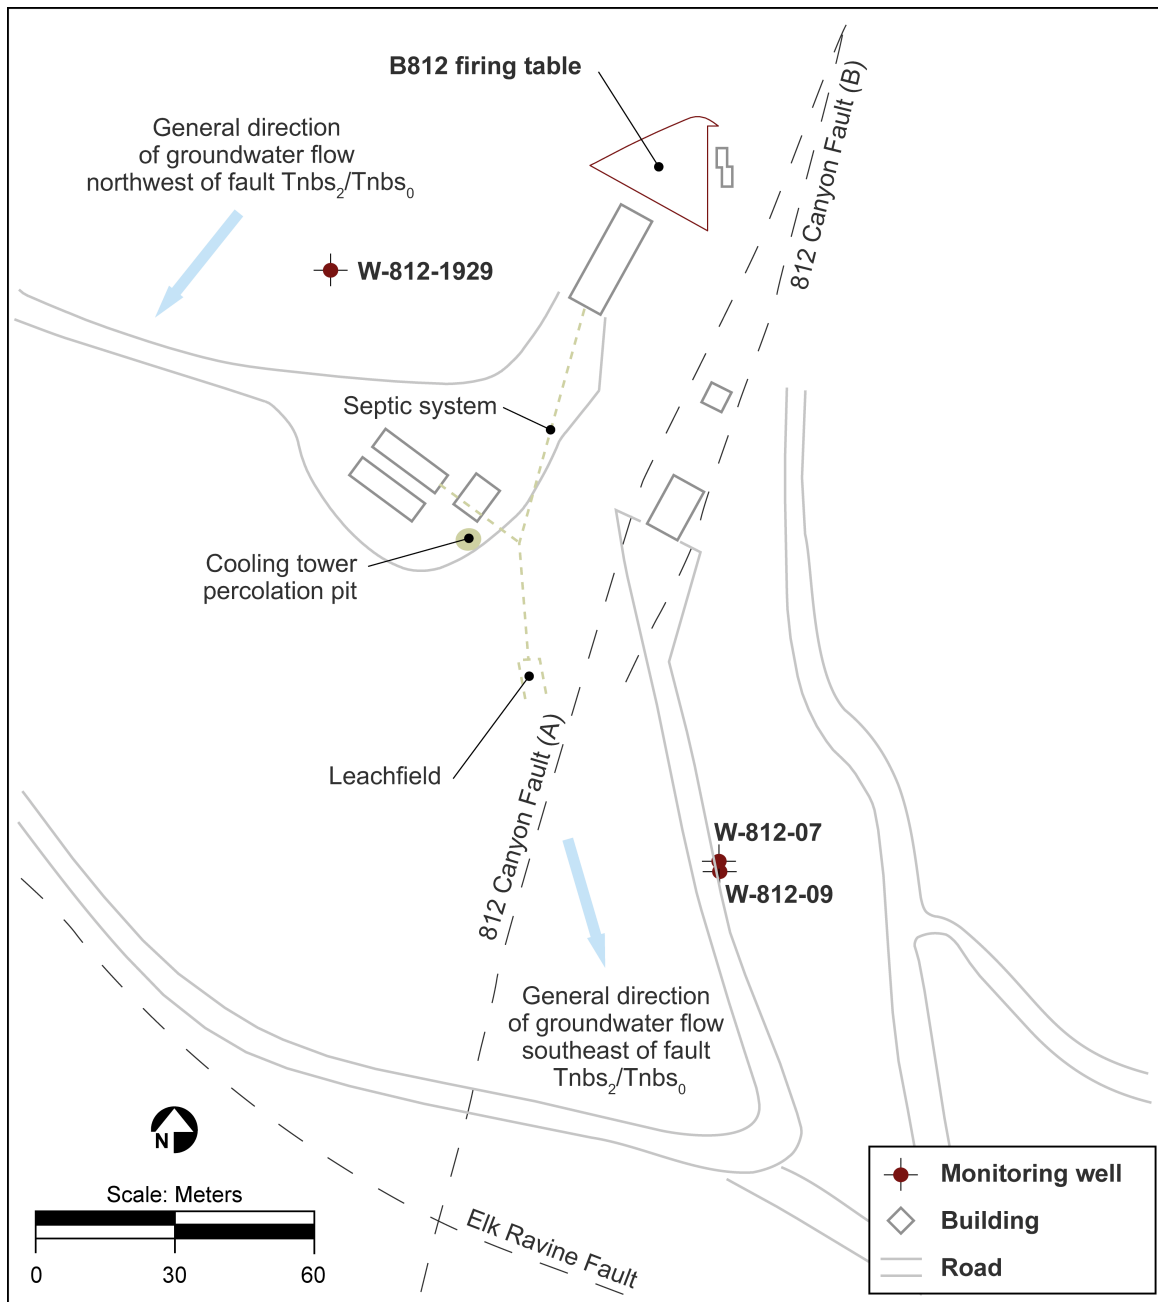 B812 firing table
812 Canyon Fault (B)
General direction
of groundwater flow
northwest of fault Tnbs₂/Tnbs₀
W-812-1929
Septic system
Cooling tower
percolation pit
Leachfield
812 Canyon Fault (A)
W-812-07
W-812-09
General direction
of groundwater flow
southeast of fault
Tnbs₂/Tnbs₀
N
Scale: Meters
0 30 60
Elk Ravine Fault
Monitoring well
Building
Road